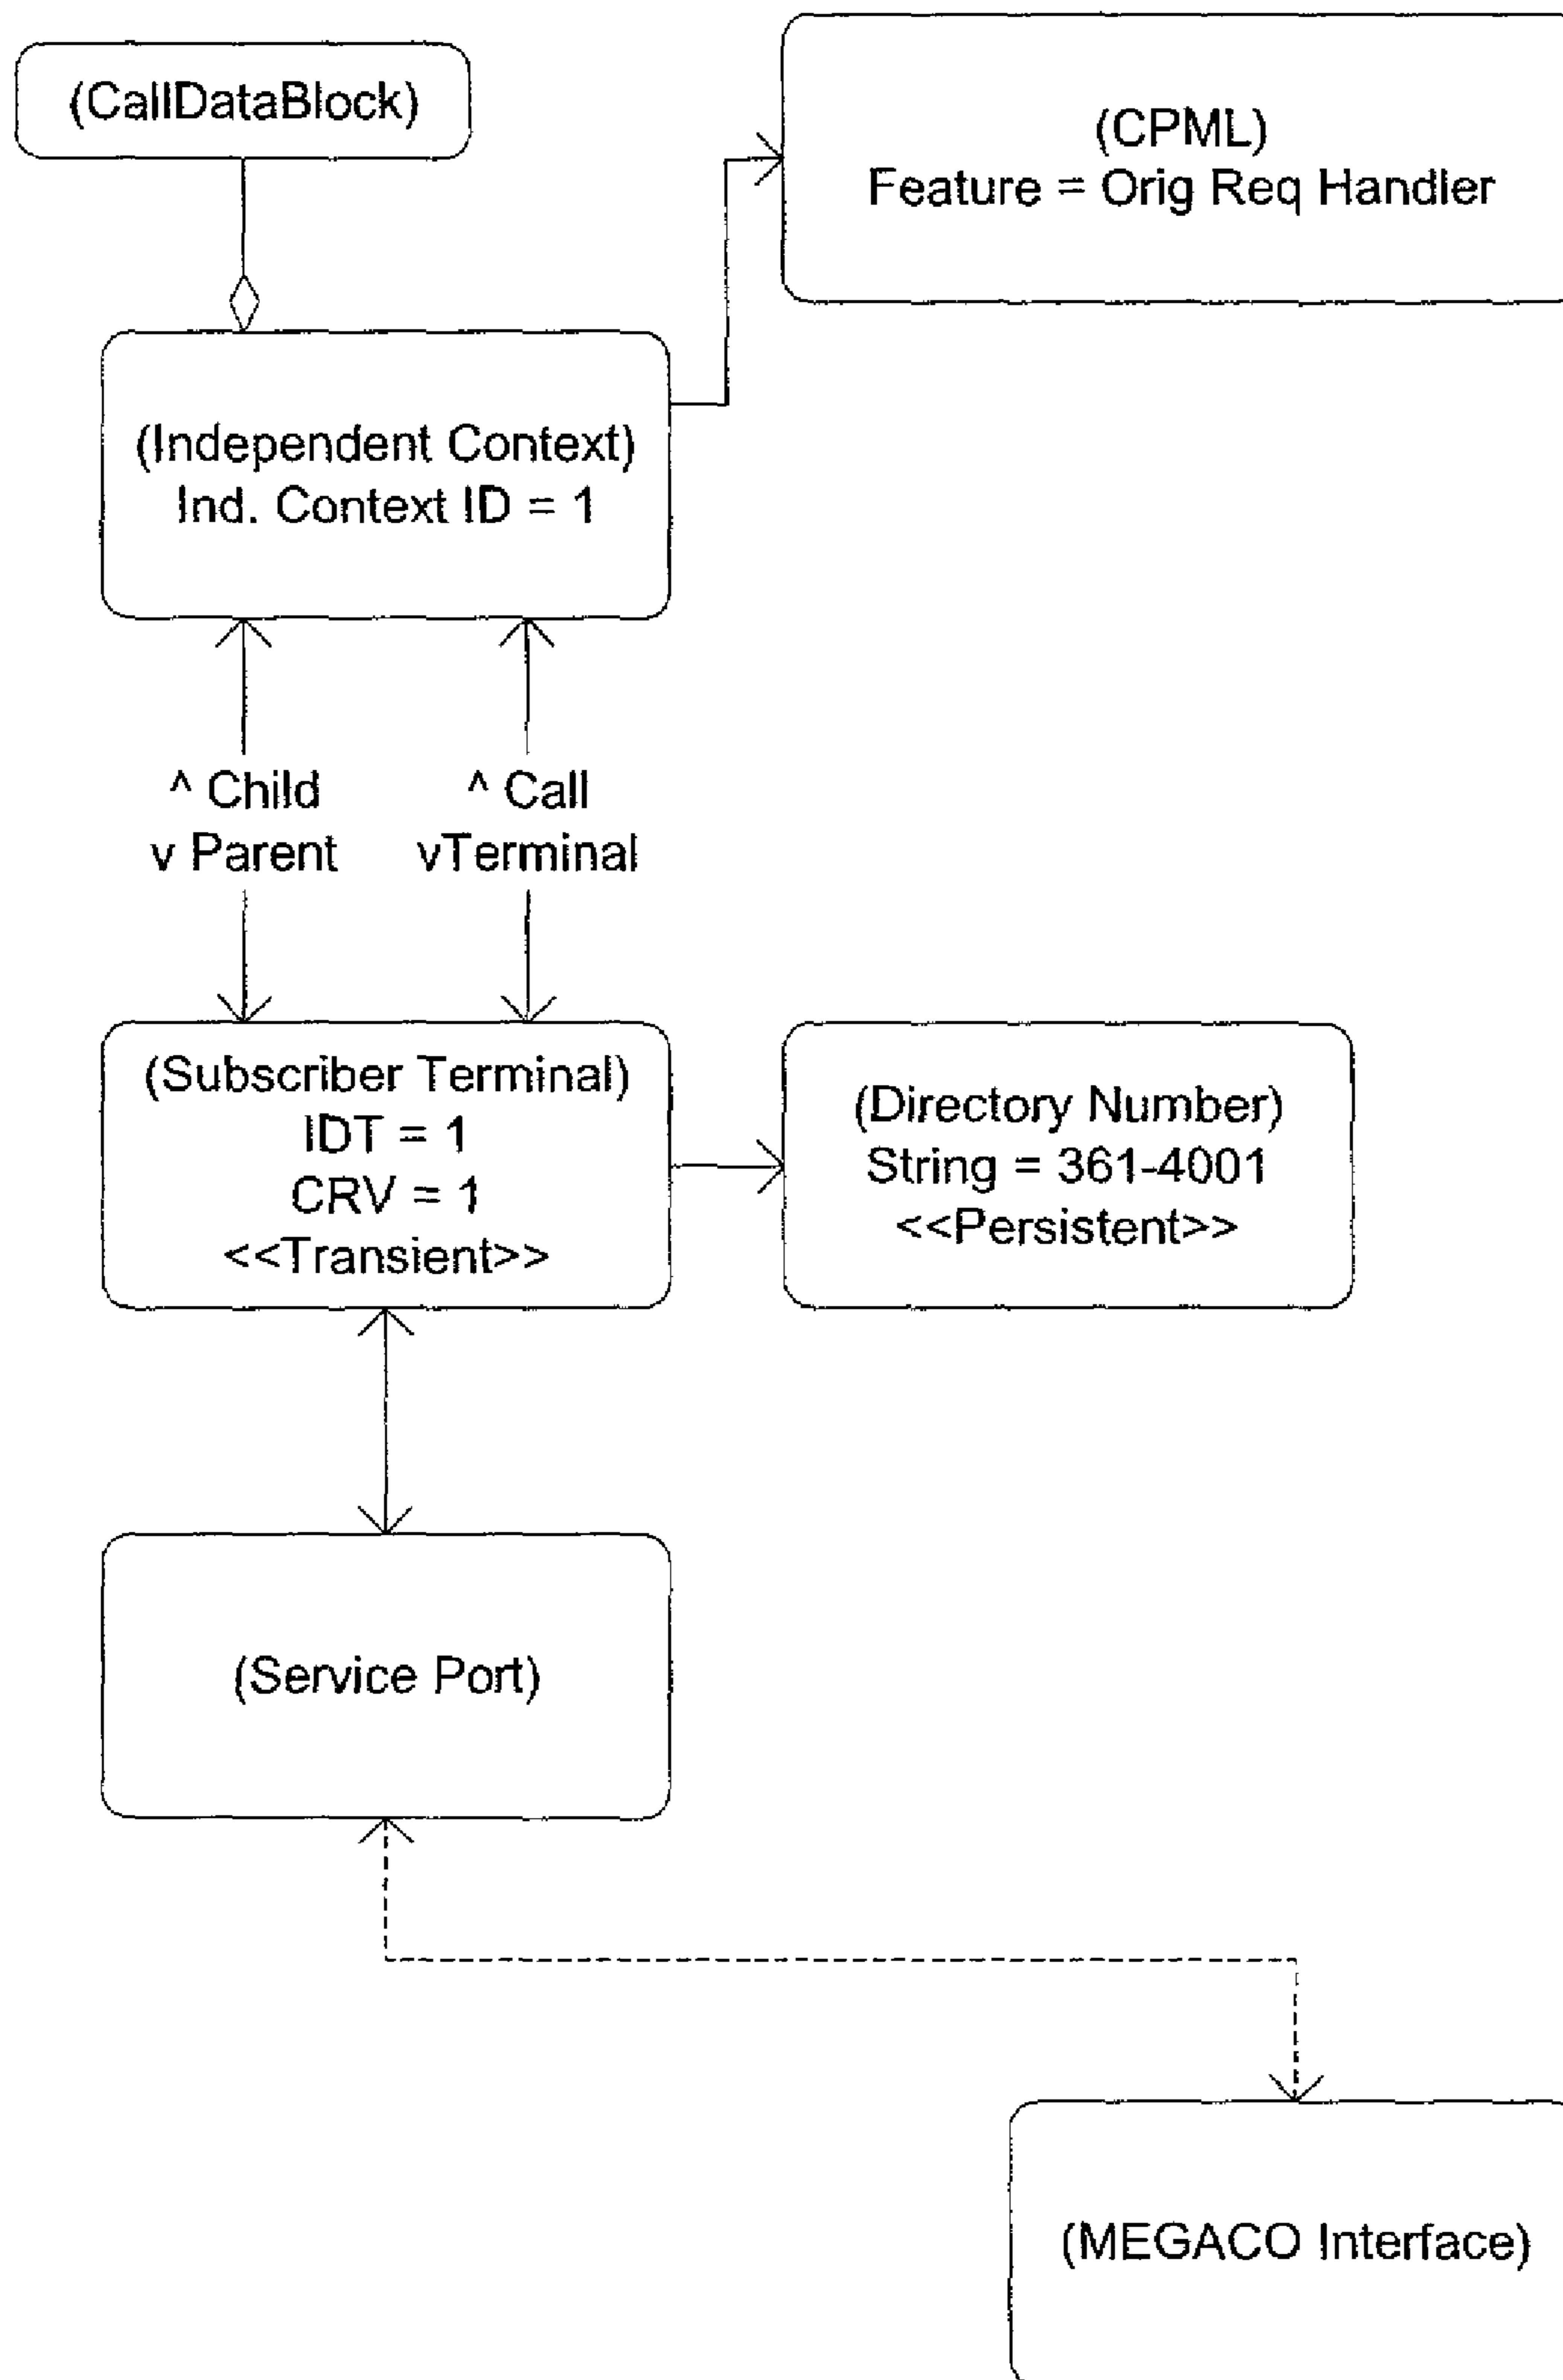 (CallDataBlock)
(CPML)
Feature = Orig Req Handler
(Independent Context)
Ind. Context ID = 1
^ Child
v Parent
^ Call
vTerminal
(Subscriber Terminal)
IDT = 1
CRV = 1
<<Transient>>
(Directory Number)
String = 361-4001
<<Persistent>>
(Service Port)
(MEGACO Interface)